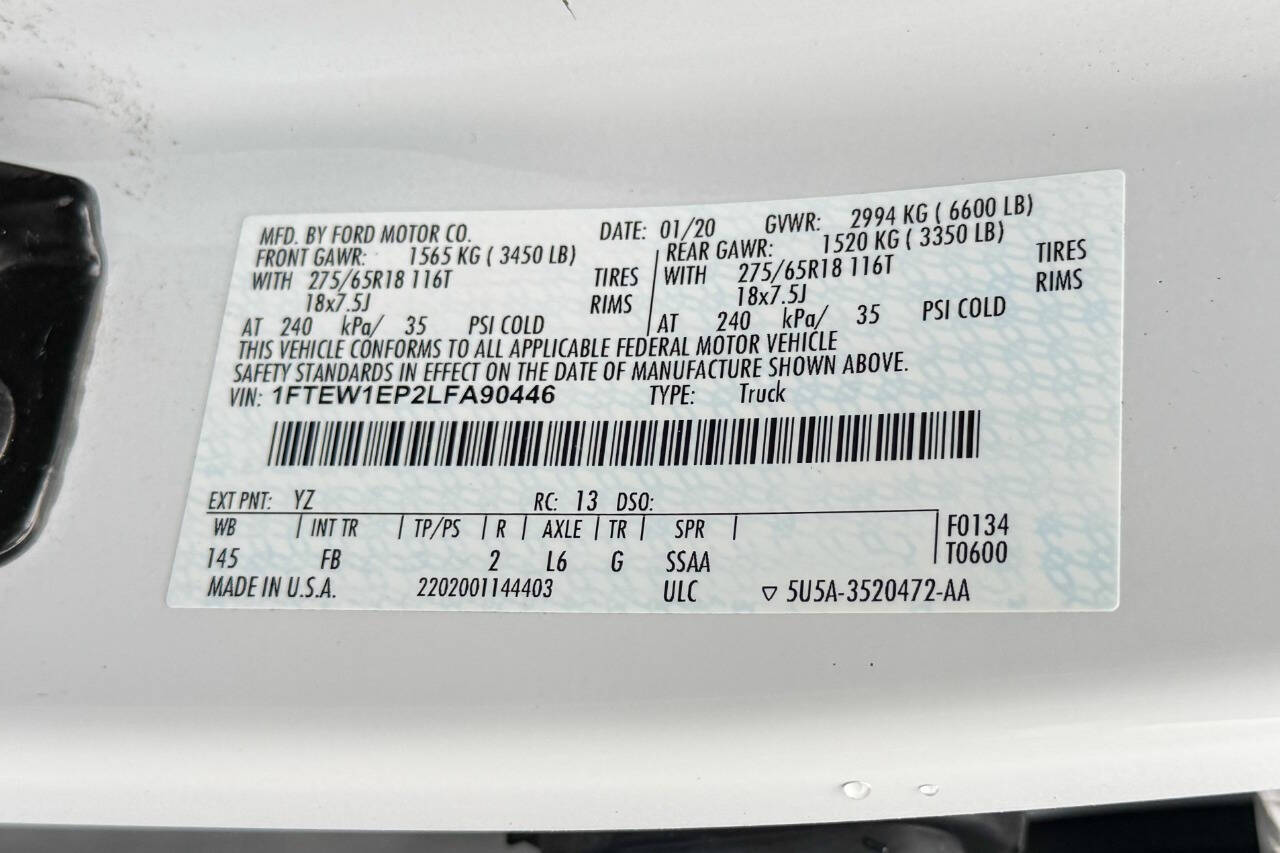 MFD. BY FORD MOTOR CO. DATE: 01/20 GVWR: 2994 KG ( 6600 LB)
FRONT GAWR: 1565 KG ( 3450 LB) REAR GAWR: 1520 KG ( 3350 LB)
WITH 275/65R18 116T TIRES WITH 275/65R18 116T TIRES
18x7.5J RIMS 18x7.5J RIMS
AT 240 kPa/ 35 PSI COLD AT 240 kPa/ 35 PSI COLD
THIS VEHICLE CONFORMS TO ALL APPLICABLE FEDERAL MOTOR VEHICLE
SAFETY STANDARDS IN EFFECT ON THE DATE OF MANUFACTURE SHOWN ABOVE.
VIN: 1FTEW1EP2LFA90446 TYPE: Truck
EXT PNT: YZ RC: 13 DSO:
WB INT TR TP/PS R AXLE TR SPR F0134
145 FB 2 L6 G SSAA T0600
MADE IN U.S.A. 2202001144403 ULC ▽ 5U5A-3520472-AA